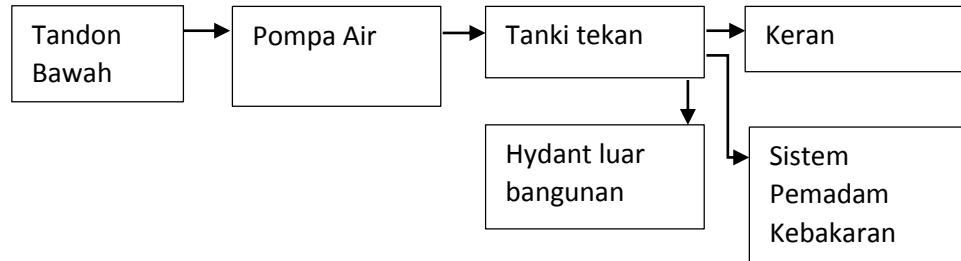 Tandon
Bawah
Pompa Air
Tanki tekan
Keran
Hydant luar
bangunan
Sistem
Pemadam
Kebakaran